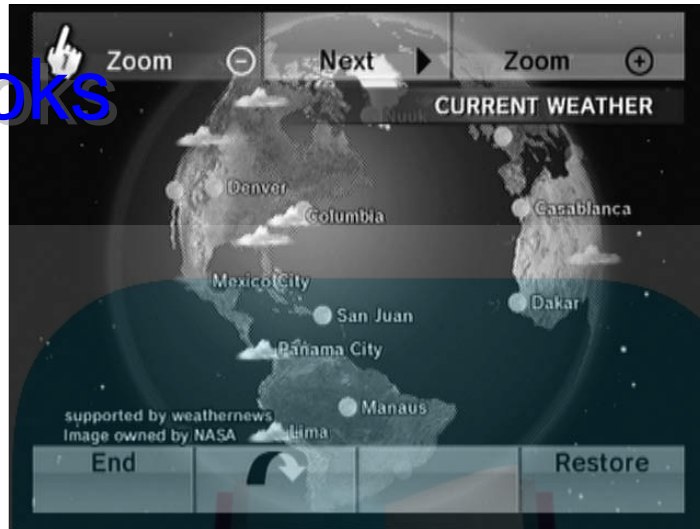 Zoom
Next
Zoom
oks
CURRENT WEATHER
Nuuk
Denver
Columbia
Casablanca
Mexico City
San Juan
Dakar
Panama City
Manaus
supported by weathernews
Image owned by NASA
Lima
End
Restore